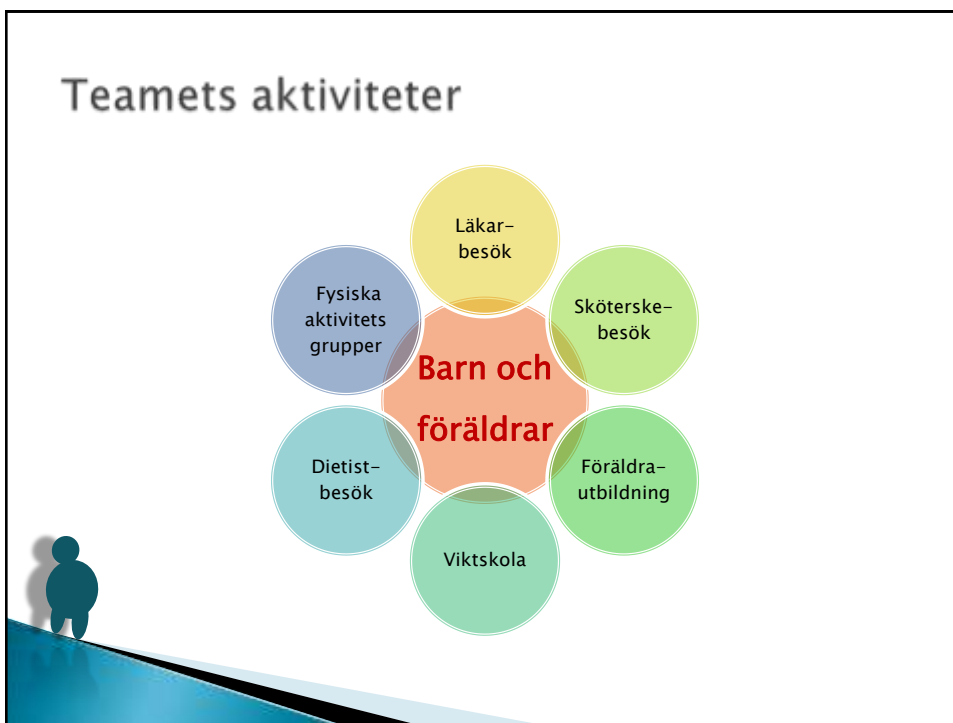 Teamets aktiviteter
Läkar-
besök
Sköterske-
besök
Föräldra-
utbildning
Viktskola
Dietist-
besök
Fysiska
aktivitets
grupper
Barn och
föräldrar